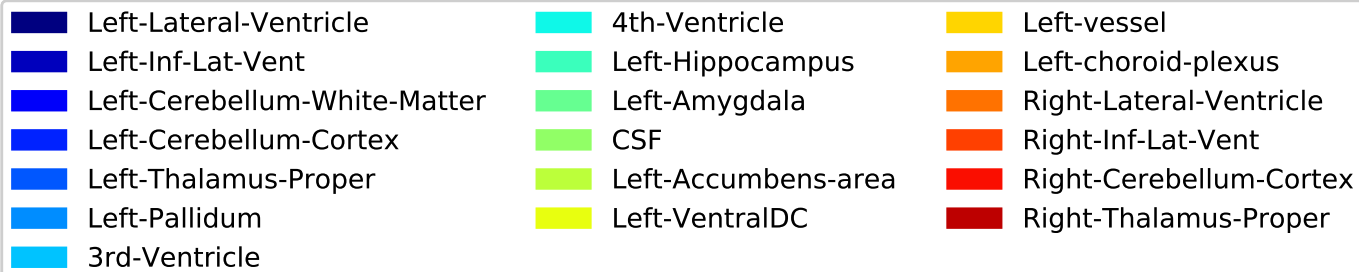 Left-Lateral-Ventricle
Left-Inf-Lat-Vent
Left-Cerebellum-White-Matter
Left-Cerebellum-Cortex
Left-Thalamus-Proper
Left-Pallidum
3rd-Ventricle
4th-Ventricle
Left-Hippocampus
Left-Amygdala
CSF
Left-Accumbens-area
Left-VentralDC
Left-vessel
Left-choroid-plexus
Right-Lateral-Ventricle
Right-Inf-Lat-Vent
Right-Cerebellum-Cortex
Right-Thalamus-Proper